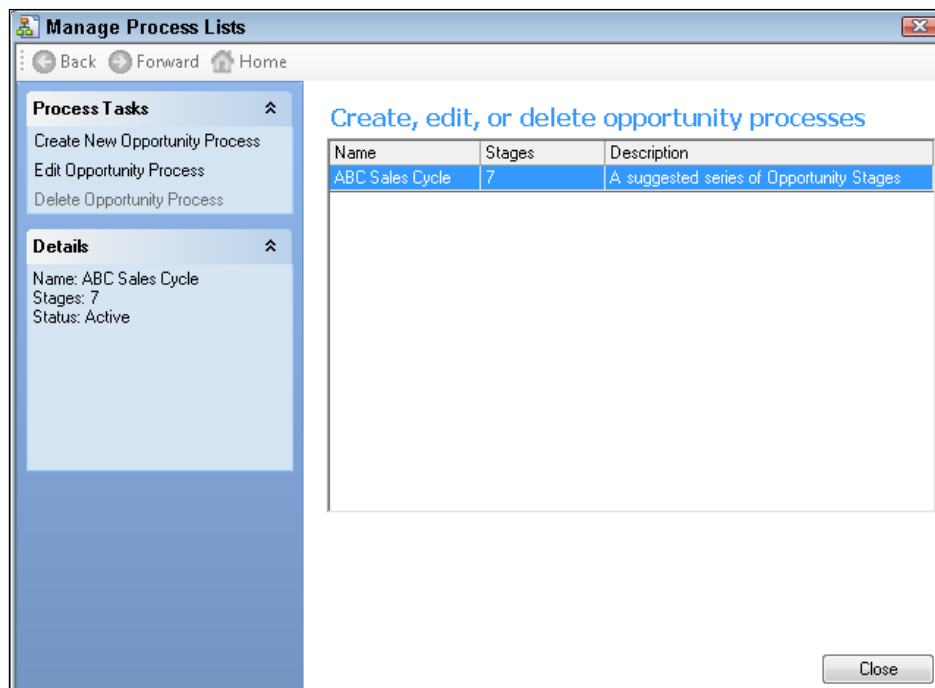 Manage Process Lists
Back Forward Home
Process Tasks
Create New Opportunity Process
Edit Opportunity Process
Delete Opportunity Process
Details
Name: ABC Sales Cycle
Stages: 7
Status: Active
Create, edit, or delete opportunity processes
Name Stages Description
ABC Sales Cycle 7 A suggested series of Opportunity Stages
Close